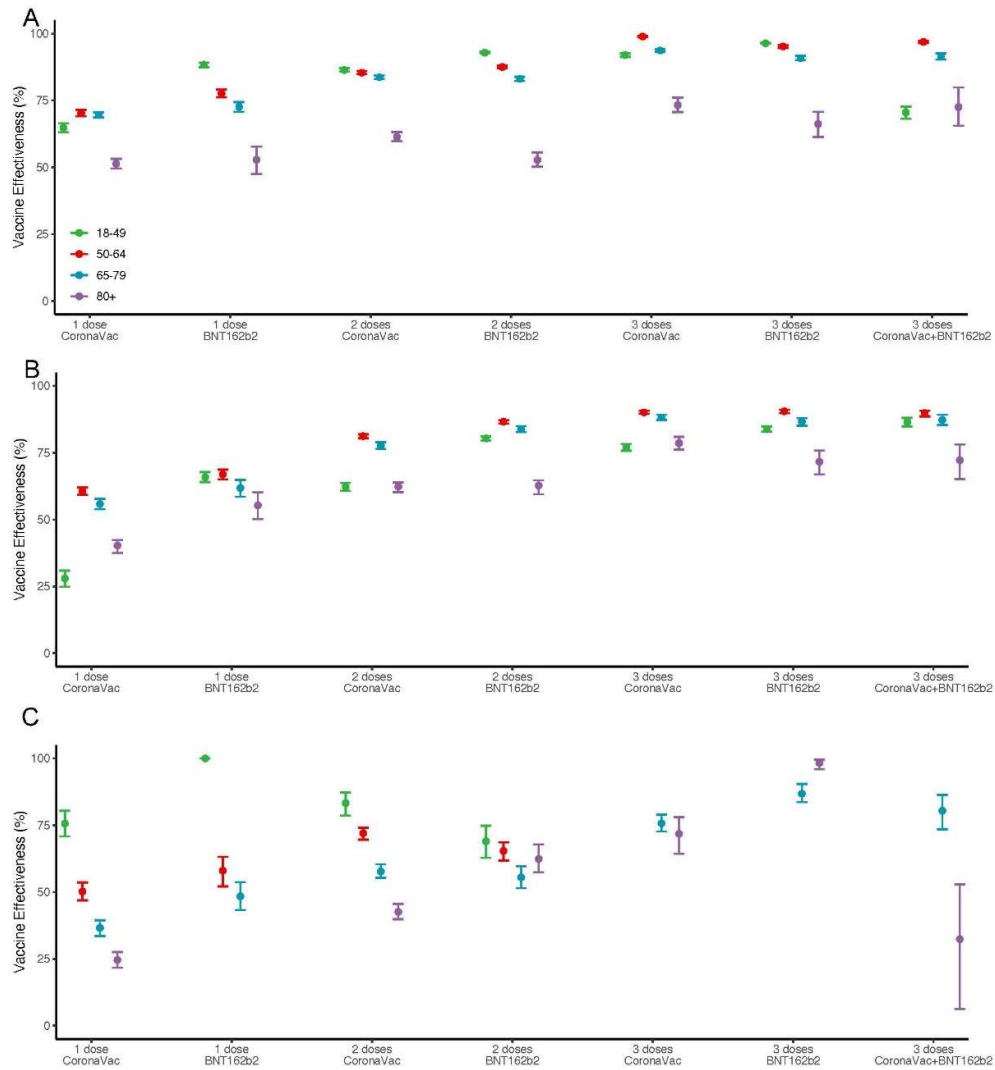 A
Vaccine Effectiveness (%)
100
75
50
25
0
18-49
50-64
65-79
80+
1 dose
CoronaVac
1 dose
BNT162b2
2 doses
CoronaVac
2 doses
BNT162b2
3 doses
CoronaVac
3 doses
BNT162b2
3 doses
CoronaVac+BNT162b2
B
Vaccine Effectiveness (%)
100
75
50
25
0
1 dose
CoronaVac
1 dose
BNT162b2
2 doses
CoronaVac
2 doses
BNT162b2
3 doses
CoronaVac
3 doses
BNT162b2
3 doses
CoronaVac+BNT162b2
C
Vaccine Effectiveness (%)
100
75
50
25
0
1 dose
CoronaVac
1 dose
BNT162b2
2 doses
CoronaVac
2 doses
BNT162b2
3 doses
CoronaVac
3 doses
BNT162b2
3 doses
CoronaVac+BNT162b2